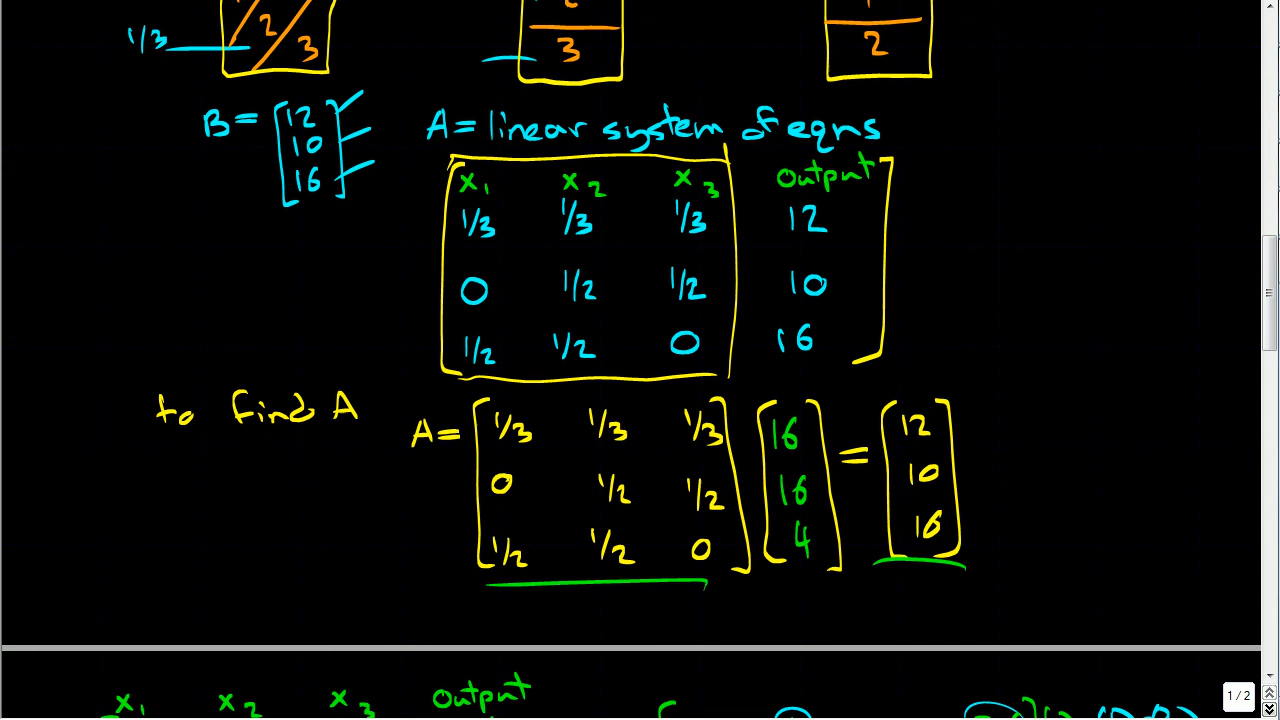 1/3 2 3
3
2
B = [12 10 16]
A = linear system of eqns
x1 x2 x3 output
1/3 1/3 1/3 12
0 1/2 1/2 10
1/2 1/2 0 16
to find A
A = [1/3 1/3 1/3] [16] = [12]
0 1/2 1/2 16 10
1/2 1/2 0 4 16
1 / 2
x1 x2 x3 output